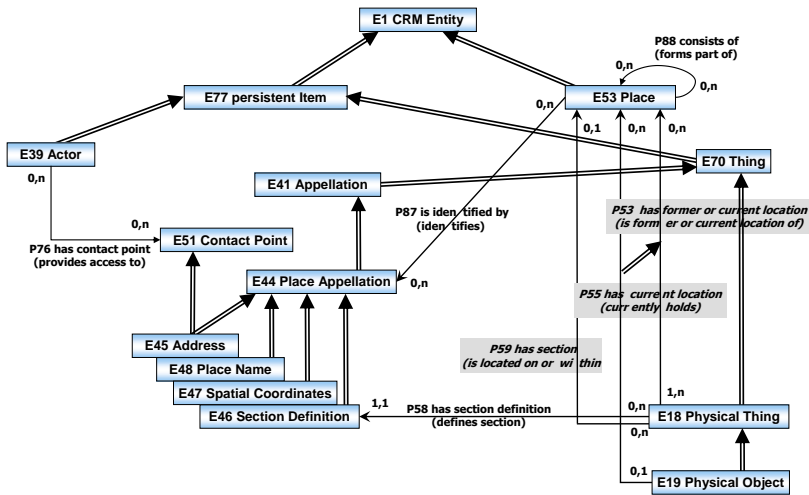 E1 CRM Entity
P88 consists of
(forms part of)
0,n
0,n
E77 persistent Item
E53 Place
0,n
0,1
0,n
0,n
E39 Actor
E70 Thing
0,n
E41 Appellation
P87 is iden tified by
(iden tifies)
P53 has former or current location
(is form er or current location of)
0,n
E51 Contact Point
P76 has contact point
(provides access to)
E44 Place Appellation
0,n
P55 has current location
(curr ently holds)
E45 Address
P59 has section
(is located on or wi thin
E48 Place Name
E47 Spatial Coordinates
1,n
1,1
E46 Section Definition
P58 has section definition
(defines section)
0,n
E18 Physical Thing
0,n
0,1
E19 Physical Object